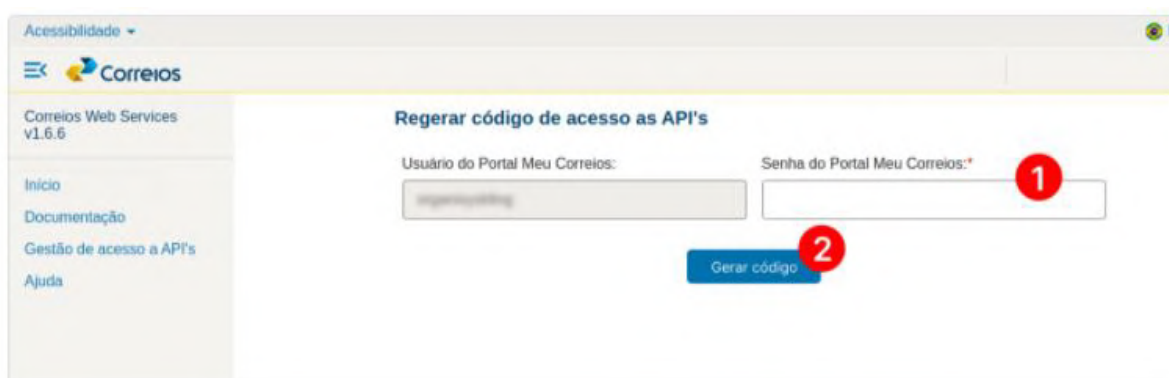 Acessibilidade
Correios
Correios Web Services
v1.6.6
Início
Documentação
Gestão de acesso a API's
Ajuda
Regerar código de acesso as API's
Usuário do Portal Meu Correios:
Senha do Portal Meu Correios:*
1
Gerar código
2